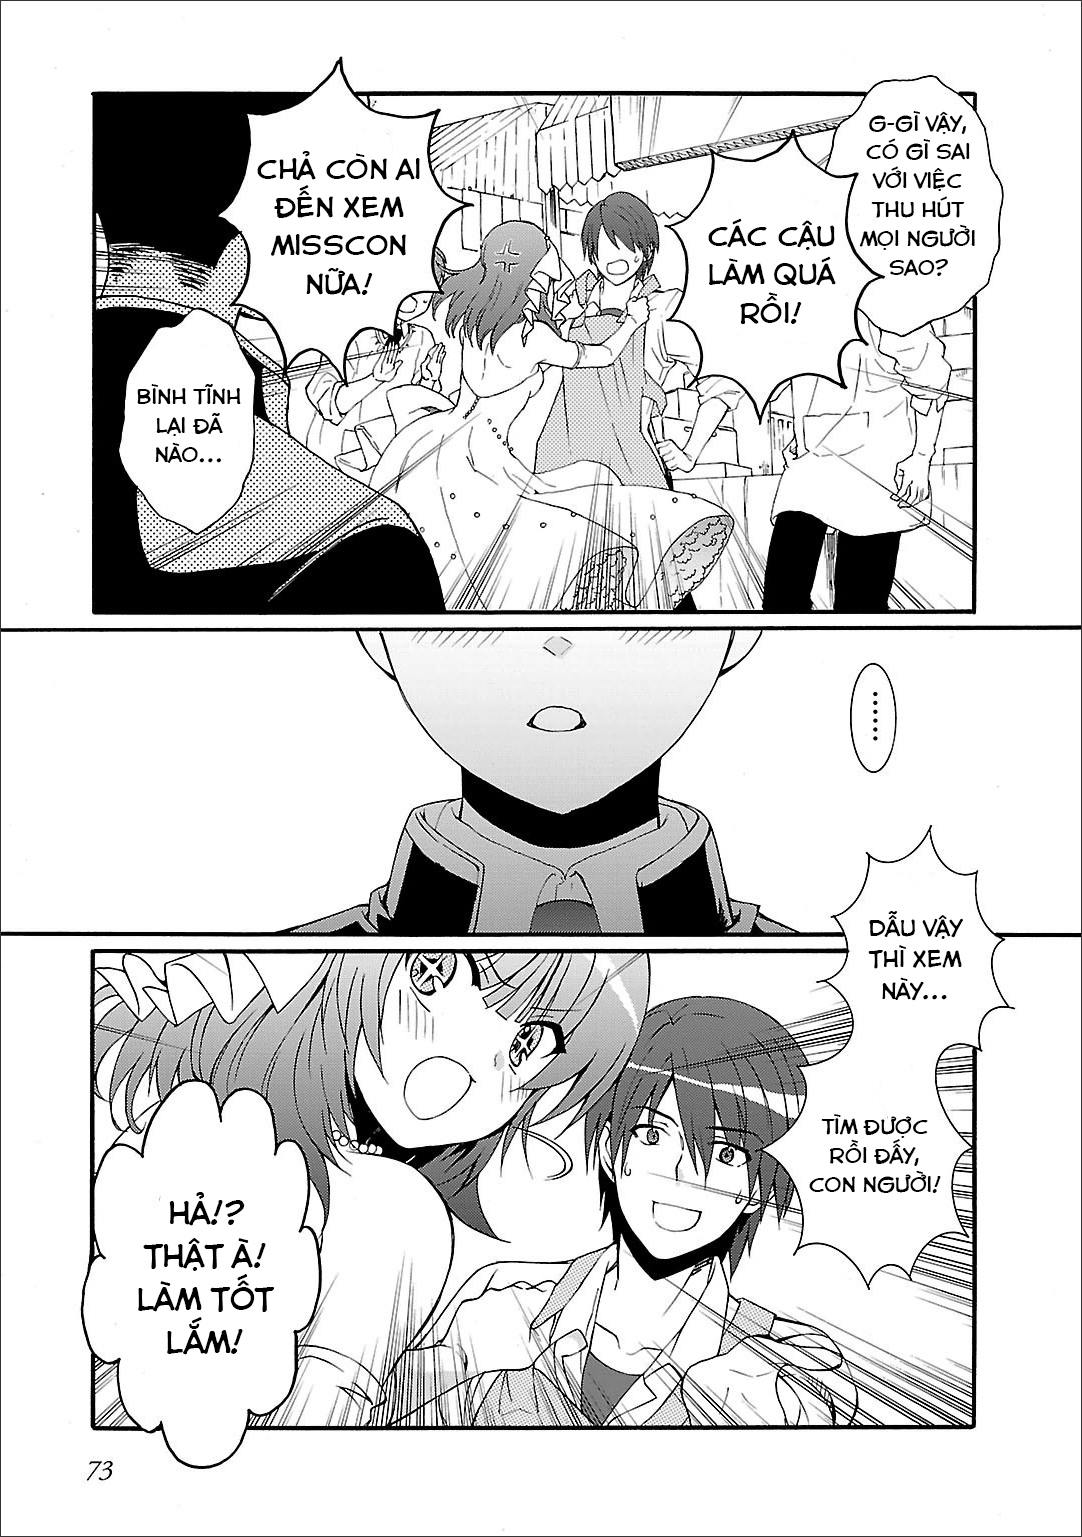 G-GÌ VẬY,
CÓ GÌ SAI
VỚI VIỆC
THU HÚT
MỌI NGƯỜI
SAO?
CÁC CẬU
LÀM QUÁ
RỒI!
CHẢ CÒN AI
ĐẾN XEM
MISSCON
NỮA!
BÌNH TĨNH
LẠI ĐÃ
NÀO...
......
DẪU VẬY
THÌ XEM
NÀY...
TÌM ĐƯỢC
RỒI ĐẤY,
CON NGƯỜI!
HẢ!?
THẬT À!
LÀM TỐT
LẮM!
73